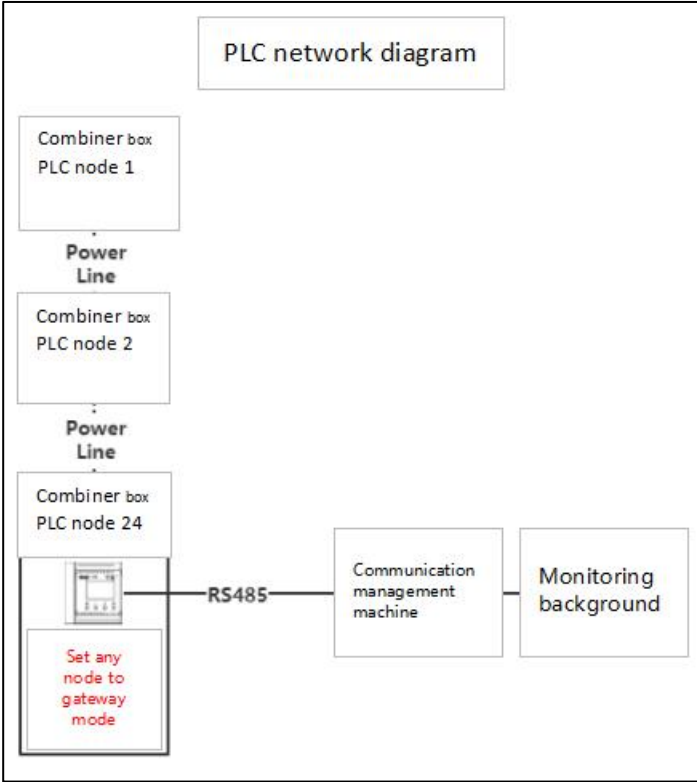 PLC network diagram
Combiner box
PLC node 1
Power
Line
Combiner box
PLC node 2
Power
Line
Combiner box
PLC node 24
RS485
Communication
management
machine
Monitoring
background
Set any
node to
gateway
mode